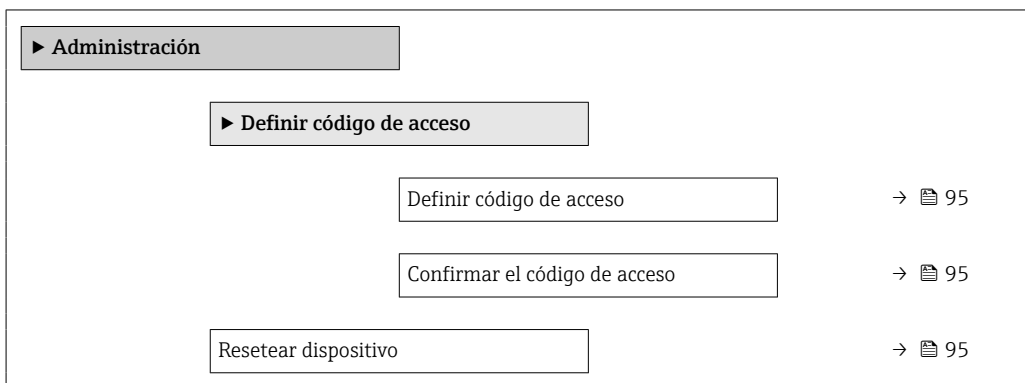 ▶ Administración
▶ Definir código de acceso
Definir código de acceso → 95
Confirmar el código de acceso → 95
Resetear dispositivo → 95